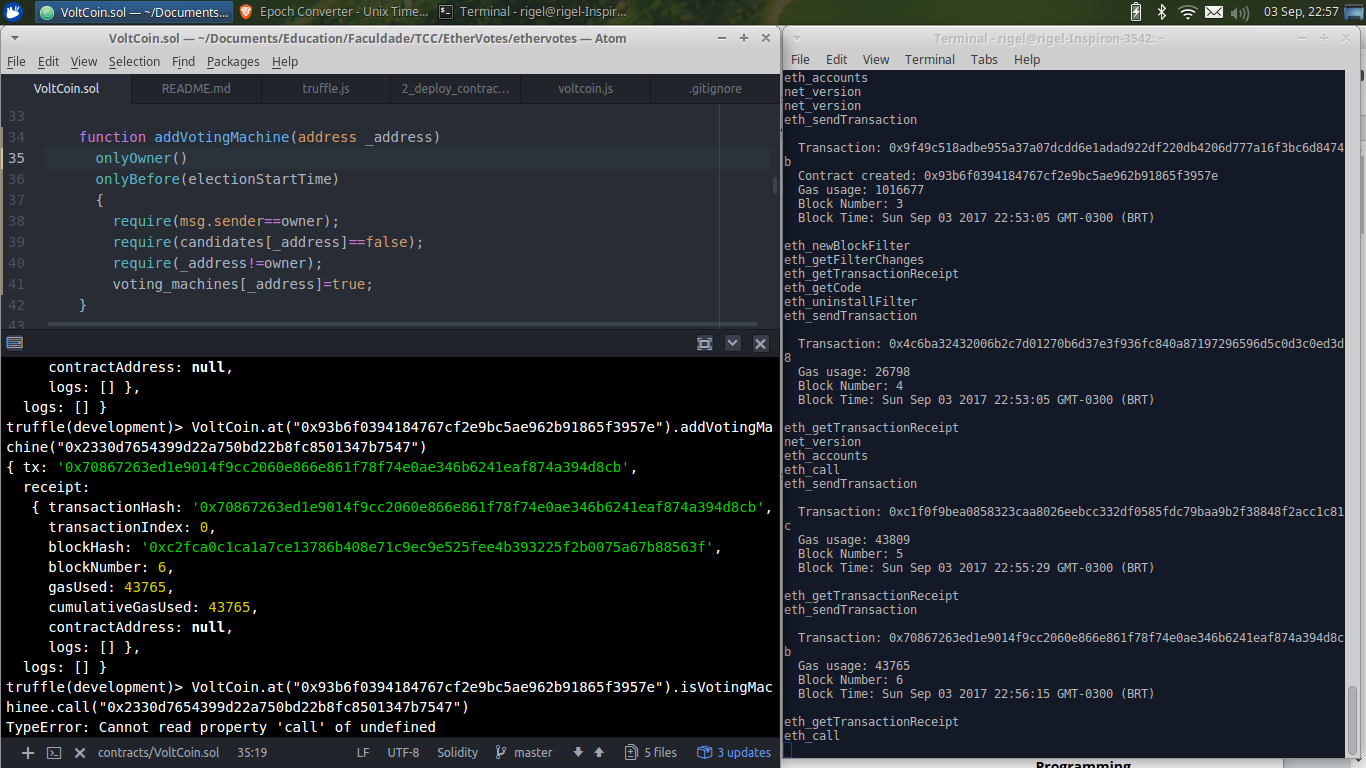 VoltCoin.sol — ~/Documents...
Epoch Converter - Unix Time...
Terminal - rigel@rigel-Inspir...
03 Sep, 22:57
VoltCoin.sol — ~/Documents/Education/Faculdade/TCC/EtherVotes/ethervotes — Atom
File Edit View Selection Find Packages Help
VoltCoin.sol README.md truffle.js 2_deploy_contrac... voltcoin.js .gitignore
33
34 function addVotingMachine(address _address)
35 onlyOwner()
36 onlyBefore(electionStartTime)
37 {
38 require(msg.sender==owner);
39 require(candidates[_address]==false);
40 require(_address!=owner);
41 voting_machines[_address]=true;
42 }
43
contractAddress: null,
logs: [] },
logs: [] }
truffle(development)> VoltCoin.at("0x93b6f0394184767cf2e9bc5ae962b91865f3957e").addVotingMa
chine("0x2330d7654399d22a750bd22b8fc8501347b7547")
{ tx: '0x70867263ed1e9014f9cc2060e866e861f78f74e0ae346b6241eaf874a394d8cb',
receipt:
{ transactionHash: '0x70867263ed1e9014f9cc2060e866e861f78f74e0ae346b6241eaf874a394d8cb',
transactionIndex: 0,
blockHash: '0xc2fca0c1ca1a7ce13786b408e71c9ec9e525fee4b393225f2b0075a67b88563f',
blockNumber: 6,
gasUsed: 43765,
cumulativeGasUsed: 43765,
contractAddress: null,
logs: [] },
logs: [] }
truffle(development)> VoltCoin.at("0x93b6f0394184767cf2e9bc5ae962b91865f3957e").isVotingMac
hinee.call("0x2330d7654399d22a750bd22b8fc8501347b7547")
TypeError: Cannot read property 'call' of undefined
contracts/VoltCoin.sol 35:19 LF UTF-8 Solidity master 5 files 3 updates
Terminal - rigel@rigel-Inspiron-3542: ~
File Edit View Terminal Tabs Help
eth_accounts
net_version
net_version
eth_sendTransaction
Transaction: 0x9f49c518adbe955a37a07dcdd6e1adad922df220db4206d777a16f3bc6d8474
b
Contract created: 0x93b6f0394184767cf2e9bc5ae962b91865f3957e
Gas usage: 1016677
Block Number: 3
Block Time: Sun Sep 03 2017 22:53:05 GMT-0300 (BRT)
eth_newBlockFilter
eth_getFilterChanges
eth_getTransactionReceipt
eth_getCode
eth_uninstallFilter
eth_sendTransaction
Transaction: 0x4c6ba32432006b2c7d01270b6d37e3f936fc840a87197296596d5c0d3c0ed3d
8
Gas usage: 26798
Block Number: 4
Block Time: Sun Sep 03 2017 22:53:05 GMT-0300 (BRT)
eth_getTransactionReceipt
net_version
eth_accounts
eth_call
eth_sendTransaction
Transaction: 0xc1f0f9bea0858323caa8026eebcc332df0585fdc79baa9b2f38848f2acc1c81
c
Gas usage: 43809
Block Number: 5
Block Time: Sun Sep 03 2017 22:55:29 GMT-0300 (BRT)
eth_getTransactionReceipt
eth_sendTransaction
Transaction: 0x70867263ed1e9014f9cc2060e866e861f78f74e0ae346b6241eaf874a394d8c
b
Gas usage: 43765
Block Number: 6
Block Time: Sun Sep 03 2017 22:56:15 GMT-0300 (BRT)
eth_getTransactionReceipt
eth_call
Programming